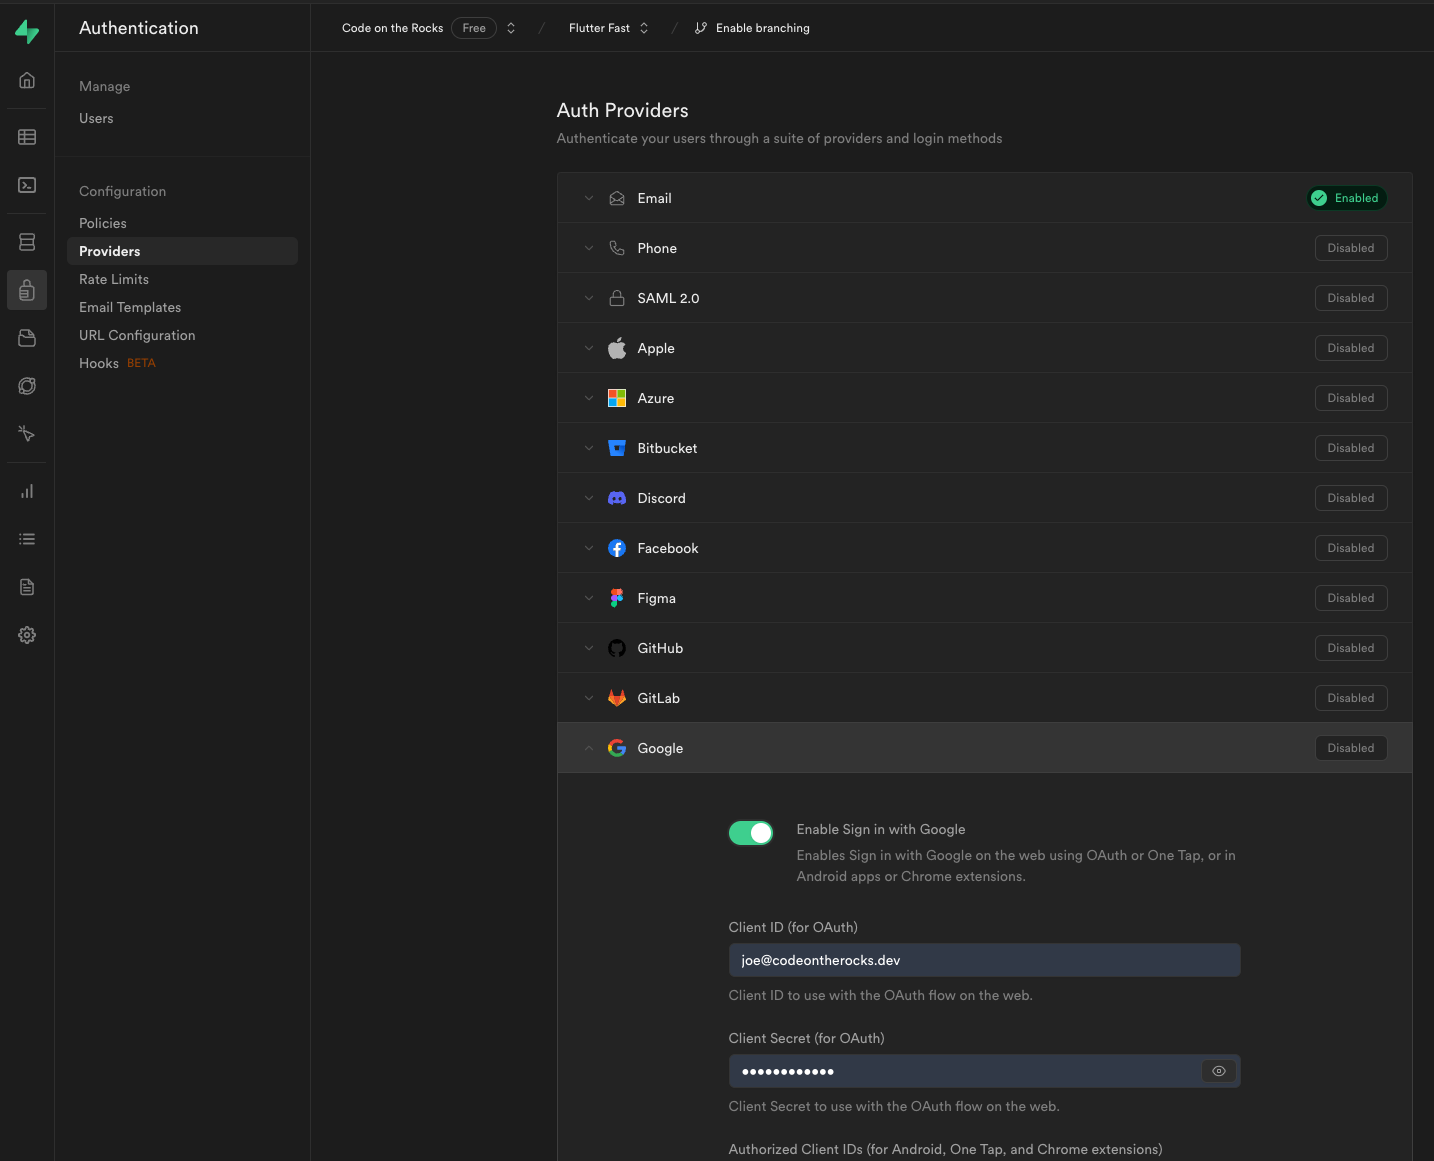 Authentication
Code on the Rocks Free / Flutter Fast / Enable branching
Manage
Users
Configuration
Policies
Providers
Rate Limits
Email Templates
URL Configuration
Hooks BETA
Auth Providers
Authenticate your users through a suite of providers and login methods
Email Enabled
Phone Disabled
SAML 2.0 Disabled
Apple Disabled
Azure Disabled
Bitbucket Disabled
Discord Disabled
Facebook Disabled
Figma Disabled
GitHub Disabled
GitLab Disabled
Google Disabled
Enable Sign in with Google
Enables Sign in with Google on the web using OAuth or One Tap, or in
Android apps or Chrome extensions.
Client ID (for OAuth)
joe@codeontherocks.dev
Client ID to use with the OAuth flow on the web.
Client Secret (for OAuth)
••••••••••••
Client Secret to use with the OAuth flow on the web.
Authorized Client IDs (for Android, One Tap, and Chrome extensions)